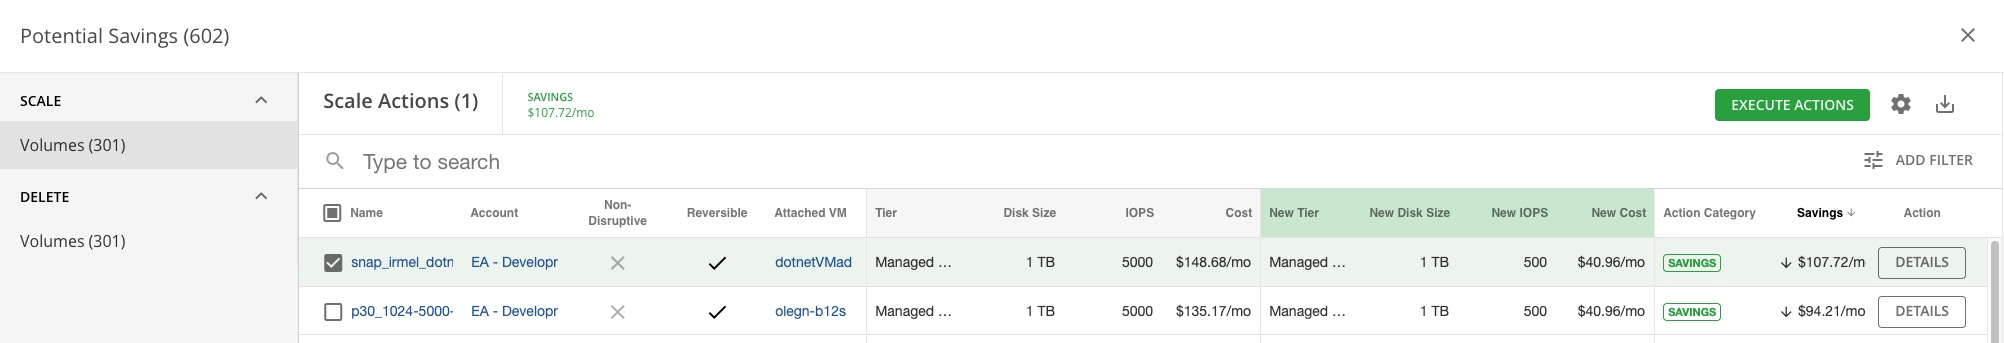 Potential Savings (602)
SCALE
Volumes (301)
DELETE
Volumes (301)
Scale Actions (1)
SAVINGS
$107.72/mo
EXECUTE ACTIONS
Type to search
ADD FILTER
Name Account Non-Disruptive Reversible Attached VM Tier Disk Size IOPS Cost New Tier New Disk Size New IOPS New Cost Action Category Savings ↓ Action
snap_irmel_dotn EA - Developr dotnetVMad Managed ... 1 TB 5000 $148.68/mo Managed ... 1 TB 500 $40.96/mo SAVINGS ↓ $107.72/m DETAILS
p30_1024-5000- EA - Developr olegn-b12s Managed ... 1 TB 5000 $135.17/mo Managed ... 1 TB 500 $40.96/mo SAVINGS ↓ $94.21/mo DETAILS